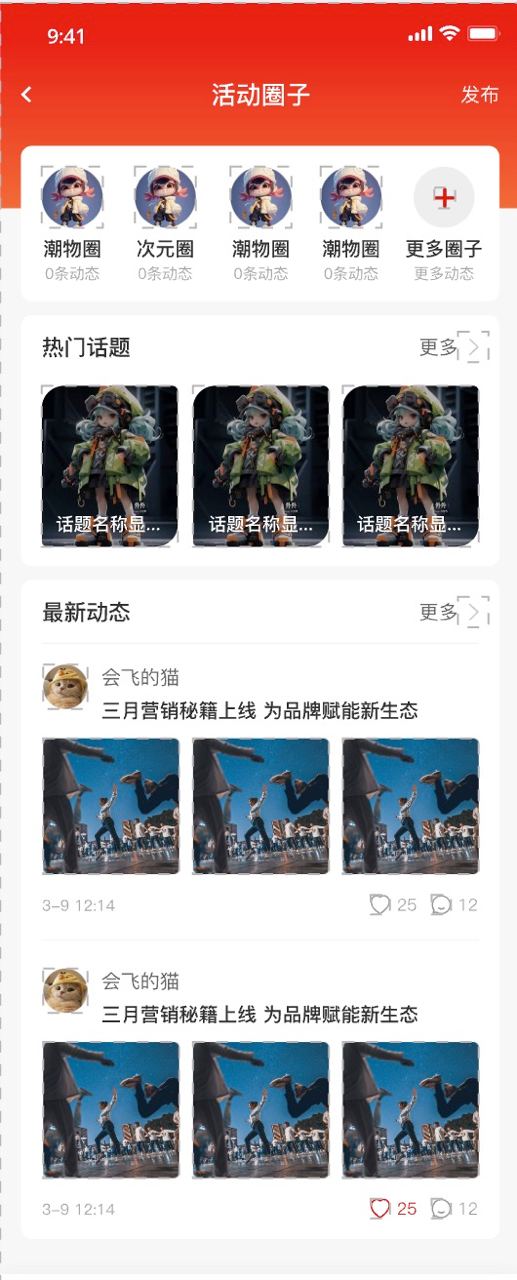 9:41
活动圈子
发布
潮物圈
次元圈
潮物圈
潮物圈
更多圈子
0条动态
0条动态
0条动态
0条动态
更多动态
热门话题
更多
话题名称显...
话题名称显...
话题名称显...
最新动态
更多
会飞的猫
三月营销秘籍上线 为品牌赋能新生态
3-9 12:14
25
12
会飞的猫
三月营销秘籍上线 为品牌赋能新生态
3-9 12:14
25
12